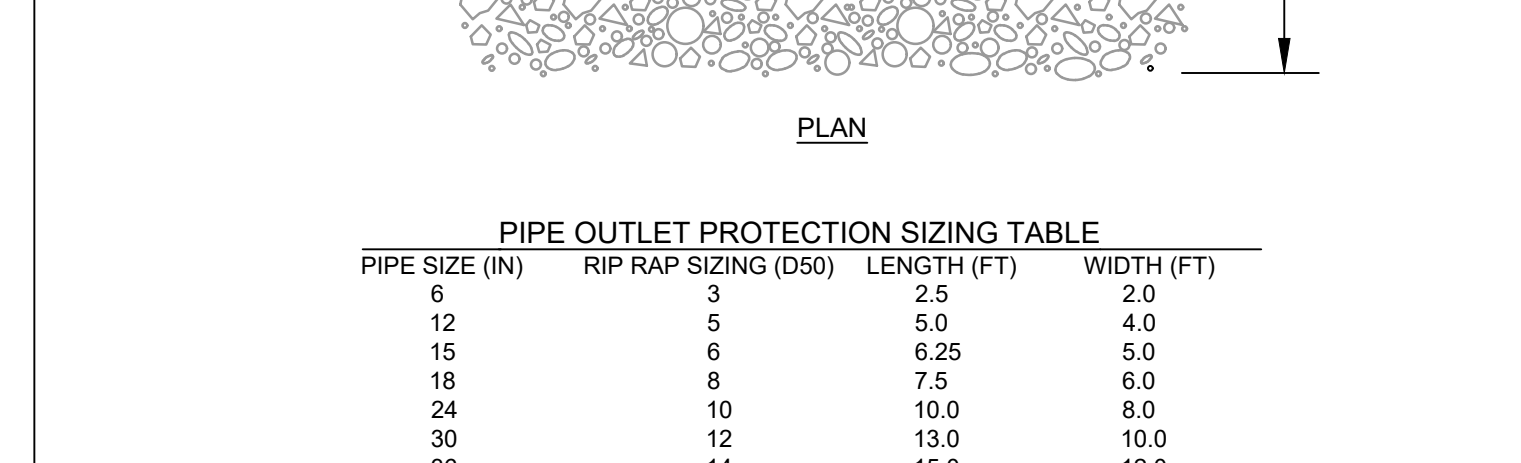 PLAN
PIPE OUTLET PROTECTION SIZING TABLE
PIPE SIZE (IN) RIP RAP SIZING (D50) LENGTH (FT) WIDTH (FT)
6 3 2.5 2.0
12 5 5.0 4.0
15 6 6.25 5.0
18 8 7.5 6.0
24 10 10.0 8.0
30 12 13.0 10.0